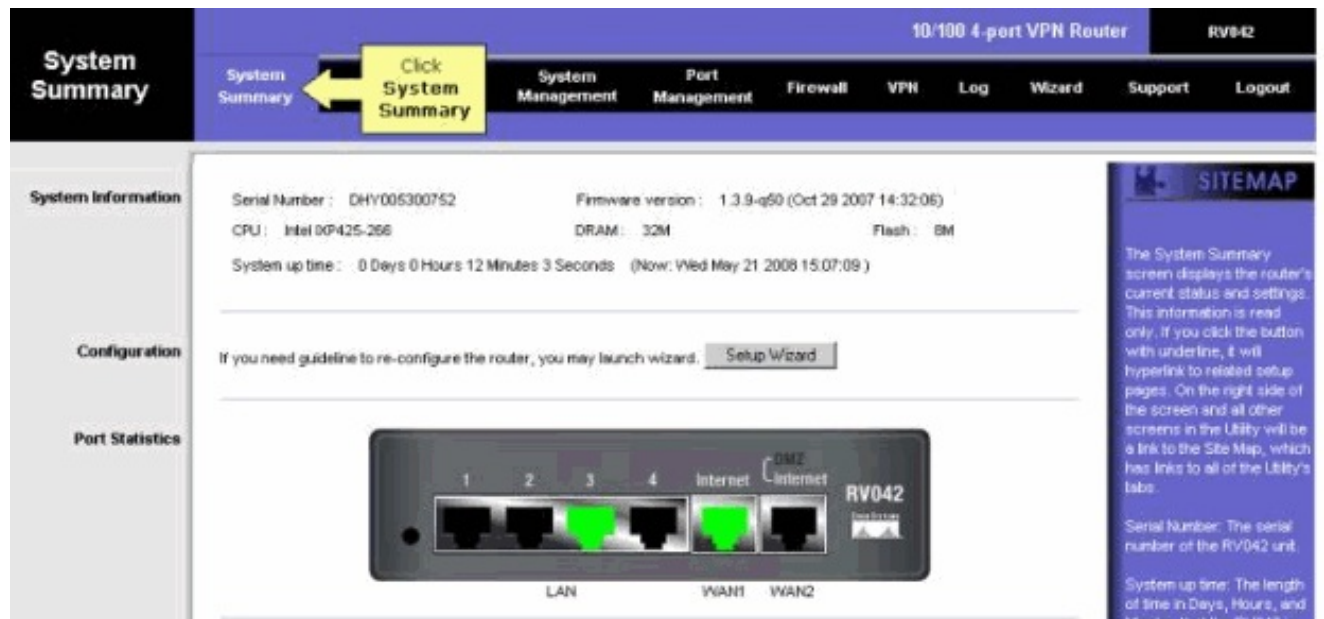 10/100 4-port VPN Router RV042
System
Summary
System
Summary
Click
System
Summary
System
Management
Port
Management
Firewall VPN Log Wizard Support Logout
System Information
Serial Number : DHY005300752 Firmware version : 1.3.9-q50 (Oct 29 2007 14:32:06)
CPU : Intel IXP425-266 DRAM : 32M Flash : 8M
System up time : 0 Days 0 Hours 12 Minutes 3 Seconds (Now: Wed May 21 2008 15:07:09 )
Configuration
If you need guideline to re-configure the router, you may launch wizard. Setup Wizard
Port Statistics
1 2 3 4 Internet DMZ
Internet
RV042
LAN WAN1 WAN2
SITEMAP
The System Summary
screen displays the router's
current status and settings.
This information is read
only. If you click the button
with underline, it will
hyperlink to related setup
pages. On the right side of
the screen and all other
screens in the Utility will be
a link to the Site Map, which
has links to all of the Utility's
tabs.
Serial Number: The serial
number of the RV042 unit.
System up time: The length
of time in Days, Hours, and